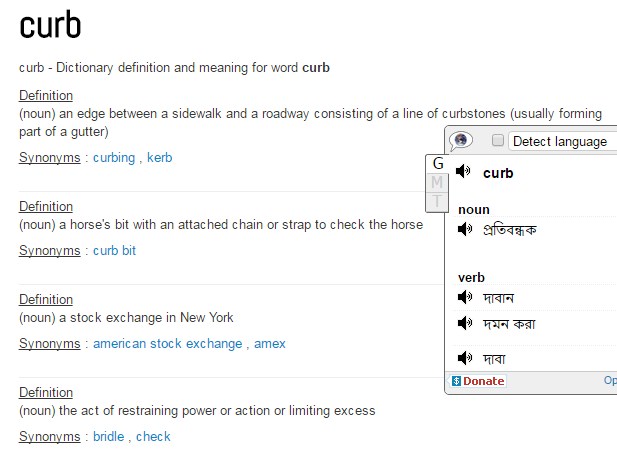 curb
curb - Dictionary definition and meaning for word curb
Definition
(noun) an edge between a sidewalk and a roadway consisting of a line of curbstones (usually forming
part of a gutter)
Synonyms : curbing , kerb
Definition
(noun) a horse's bit with an attached chain or strap to check the horse
Synonyms : curb bit
Definition
(noun) a stock exchange in New York
Synonyms : american stock exchange , amex
Definition
(noun) the act of restraining power or action or limiting excess
Synonyms : bridle , check
Detect language
G
M
T
curb
noun
প্রতিবন্ধক
verb
দাবান
দমন করা
দাবা
$ Donate
Op